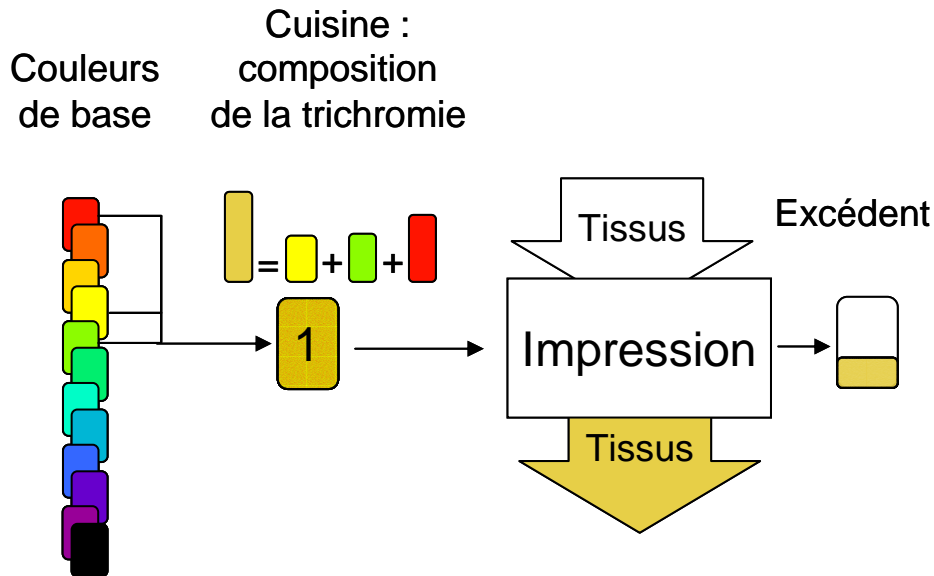 Couleurs
de base
Cuisine :
composition
de la trichromie
= + +
1
Tissus
Impression
Tissus
Excédent